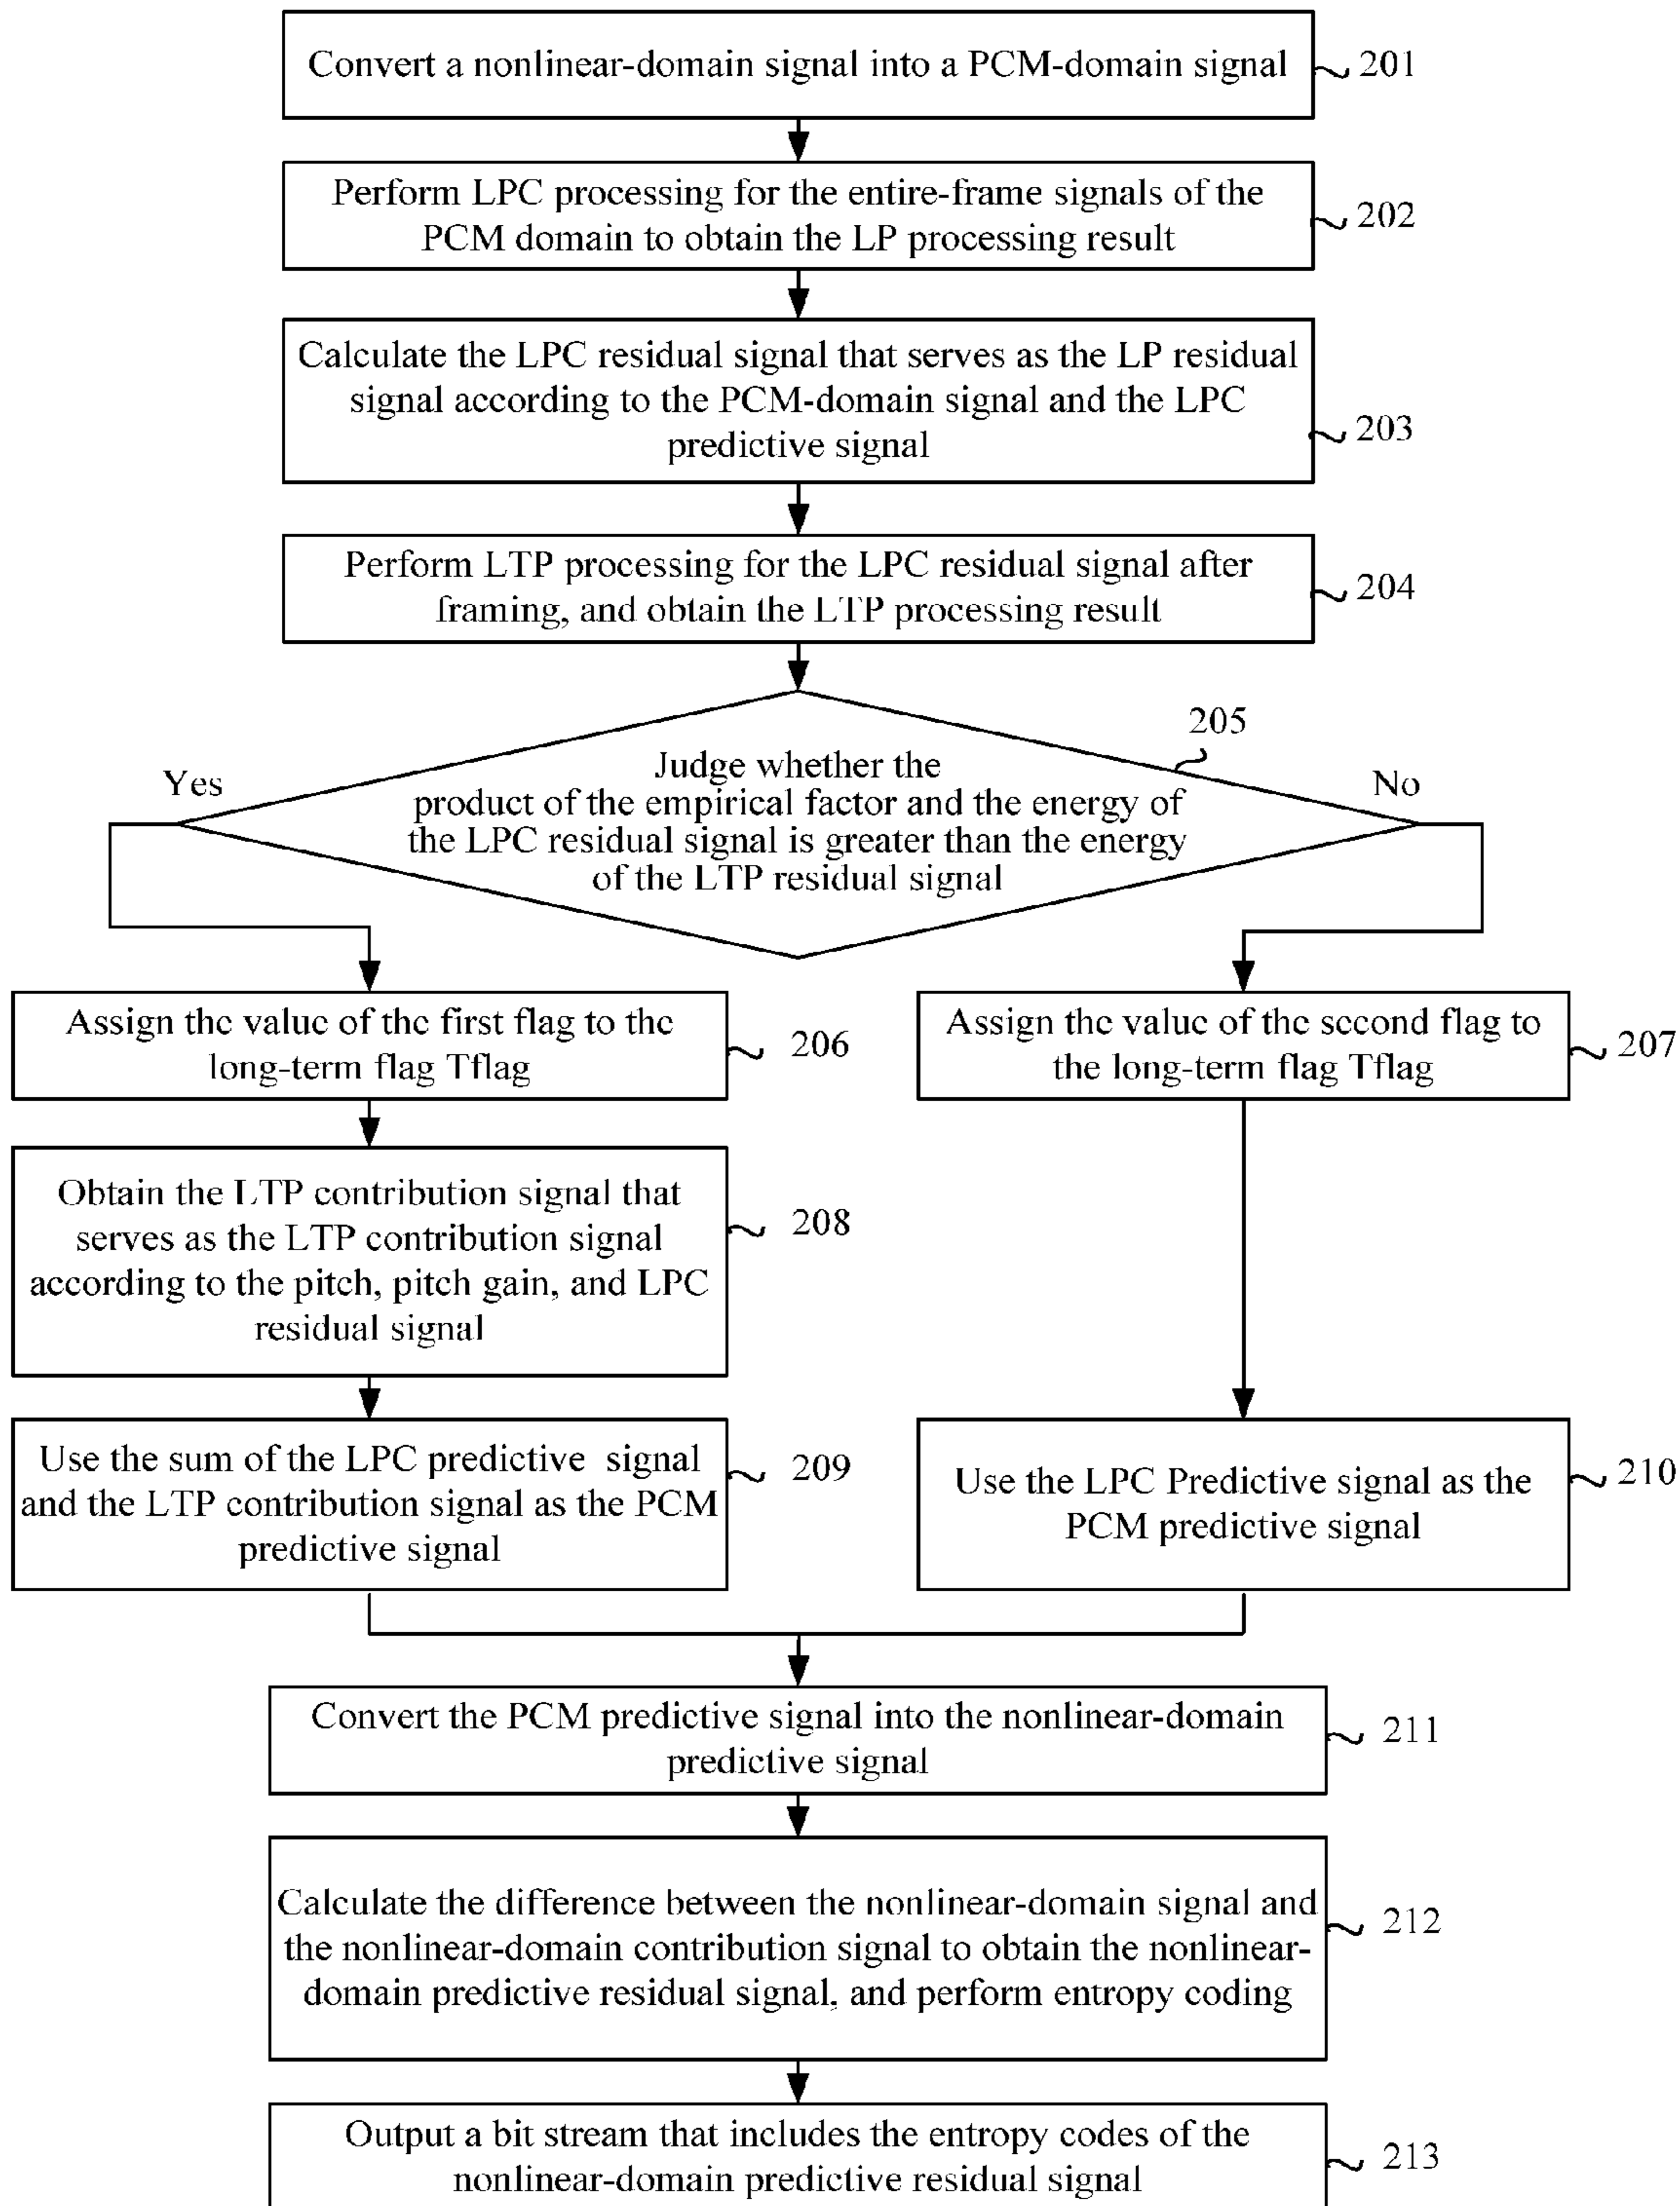 Convert a nonlinear-domain signal into a PCM-domain signal
201
Perform LPC processing for the entire-frame signals of the
PCM domain to obtain the LP processing result
202
Calculate the LPC residual signal that serves as the LP residual
signal according to the PCM-domain signal and the LPC
predictive signal
203
Perform LTP processing for the LPC residual signal after
framing, and obtain the LTP processing result
204
205
Judge whether the
product of the empirical factor and the energy of
the LPC residual signal is greater than the energy
of the LTP residual signal
Yes
No
Assign the value of the first flag to the
long-term flag Tflag
206
Assign the value of the second flag to
the long-term flag Tflag
207
Obtain the LTP contribution signal that
serves as the LTP contribution signal
according to the pitch, pitch gain, and LPC
residual signal
208
Use the sum of the LPC predictive signal
and the LTP contribution signal as the PCM
predictive signal
209
Use the LPC Predictive signal as the
PCM predictive signal
210
Convert the PCM predictive signal into the nonlinear-domain
predictive signal
211
Calculate the difference between the nonlinear-domain signal and
the nonlinear-domain contribution signal to obtain the nonlinear-
domain predictive residual signal, and perform entropy coding
212
Output a bit stream that includes the entropy codes of the
nonlinear-domain predictive residual signal
213